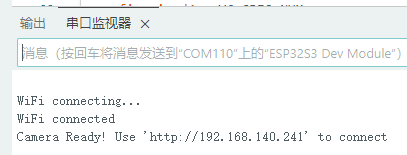 输出
串口监视器
消息（按回车将消息发送到“COM110”上的“ESP32S3 Dev Module”）
WiFi connecting...
WiFi connected
Camera Ready! Use 'http://192.168.140.241' to connect